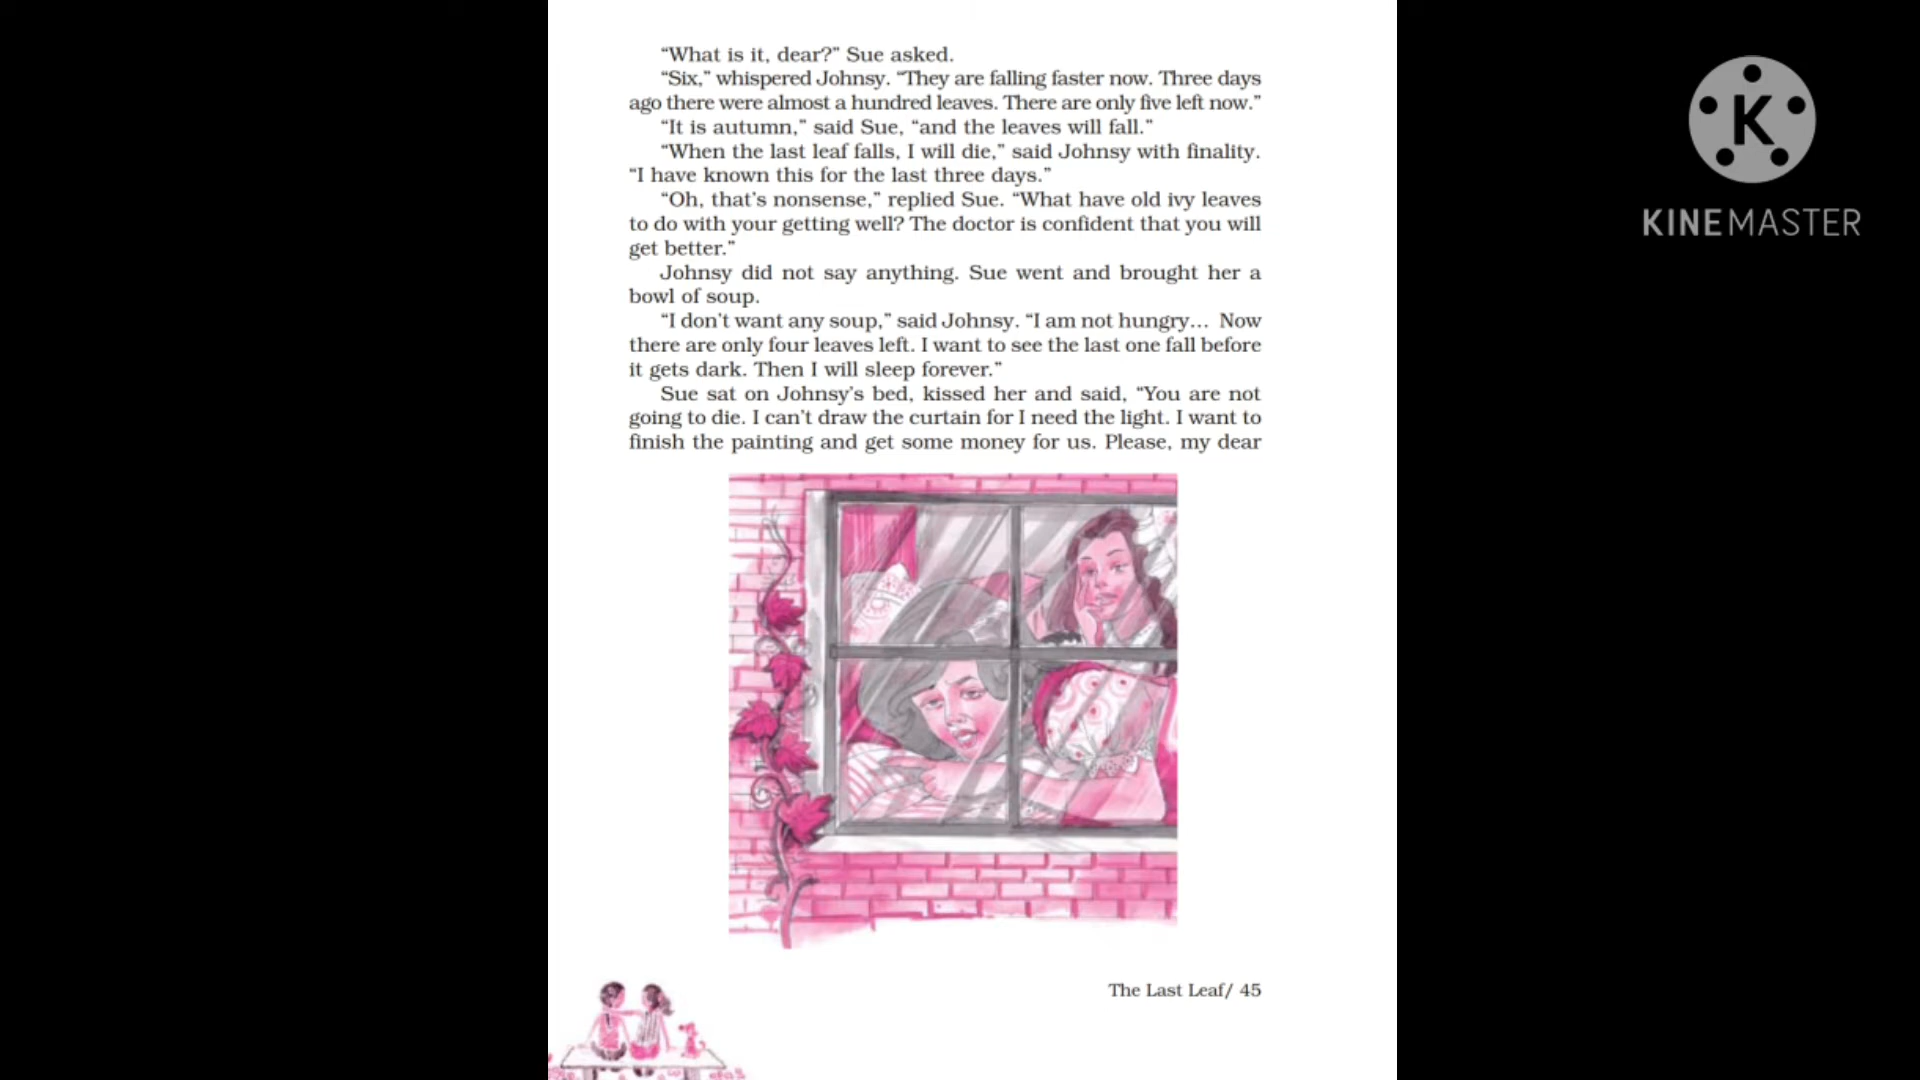 “What is it, dear?” Sue asked.
“Six,” whispered Johnsy. “They are falling faster now. Three days
ago there were almost a hundred leaves. There are only five left now.”
“It is autumn,” said Sue, “and the leaves will fall.”
“When the last leaf falls, I will die,” said Johnsy with finality.
“I have known this for the last three days.”
“Oh, that’s nonsense,” replied Sue. “What have old ivy leaves
to do with your getting well? The doctor is confident that you will
get better.”
Johnsy did not say anything. Sue went and brought her a
bowl of soup.
“I don’t want any soup,” said Johnsy. “I am not hungry… Now
there are only four leaves left. I want to see the last one fall before
it gets dark. Then I will sleep forever.”
Sue sat on Johnsy’s bed, kissed her and said, “You are not
going to die. I can’t draw the curtain for I need the light. I want to
finish the painting and get some money for us. Please, my dear
The Last Leaf/ 45
K
KINEMASTER